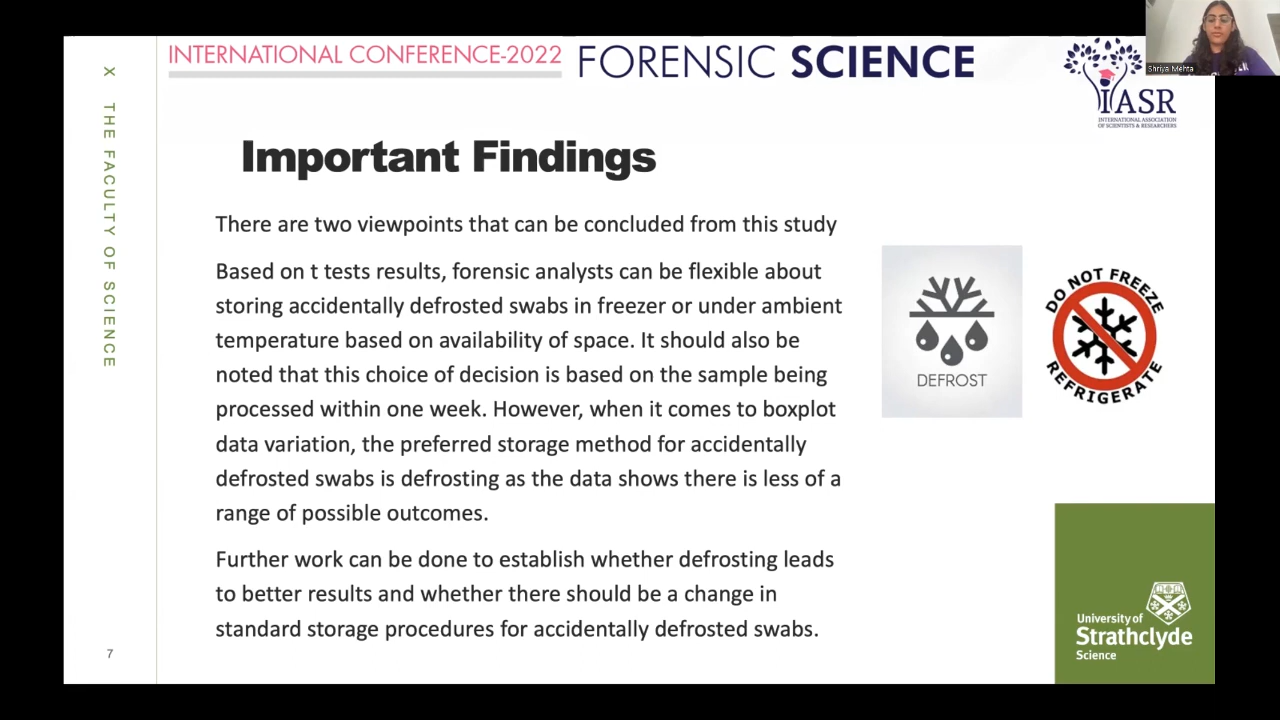 INTERNATIONAL CONFERENCE-2022 FORENSIC SCIENCE
Shriya Mehta
IASR
INTERNATIONAL ASSOCIATION
OF SCIENTISTS & RESEARCHERS
X THE FACULTY OF SCIENCE
Important Findings
There are two viewpoints that can be concluded from this study
Based on t tests results, forensic analysts can be flexible about
storing accidentally defrosted swabs in freezer or under ambient
temperature based on availability of space. It should also be
noted that this choice of decision is based on the sample being
processed within one week. However, when it comes to boxplot
data variation, the preferred storage method for accidentally
defrosted swabs is defrosting as the data shows there is less of a
range of possible outcomes.
Further work can be done to establish whether defrosting leads
to better results and whether there should be a change in
standard storage procedures for accidentally defrosted swabs.
DEFROST
DO NOT FREEZE
REFRIGERATE
University of
Strathclyde
Science
7